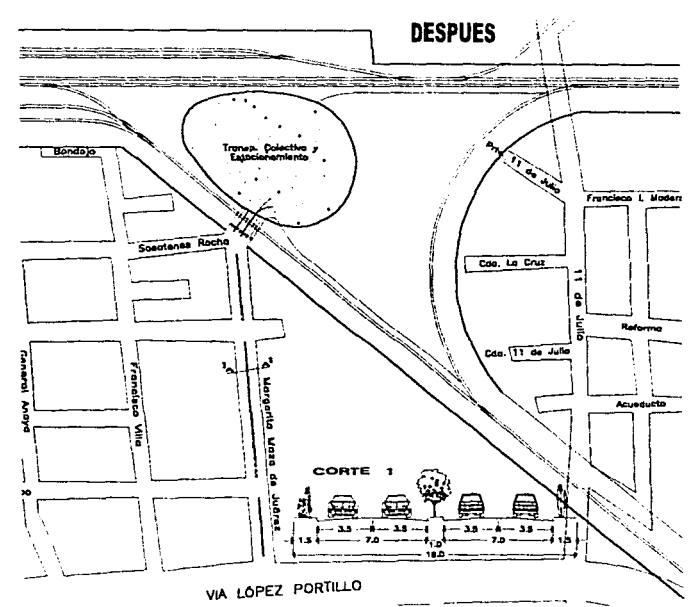 DESPUES
Transp. Colectivo y
Estacionamiento
Bondojo
Priv. 11 de Julio
Francisco I. Madero
Sostenes Rocha
Cda. La Cruz
11 de Julio
Reforma
Cda. 11 de Julio
General Anaya
Francisco Villa
Margarita Maza de Juárez
Acueducto
CORTE 1
3.5 3.5 3.5 3.5
1.5 7.0 1.0 7.0 1.5
18.0
VIA LÓPEZ PORTILLO